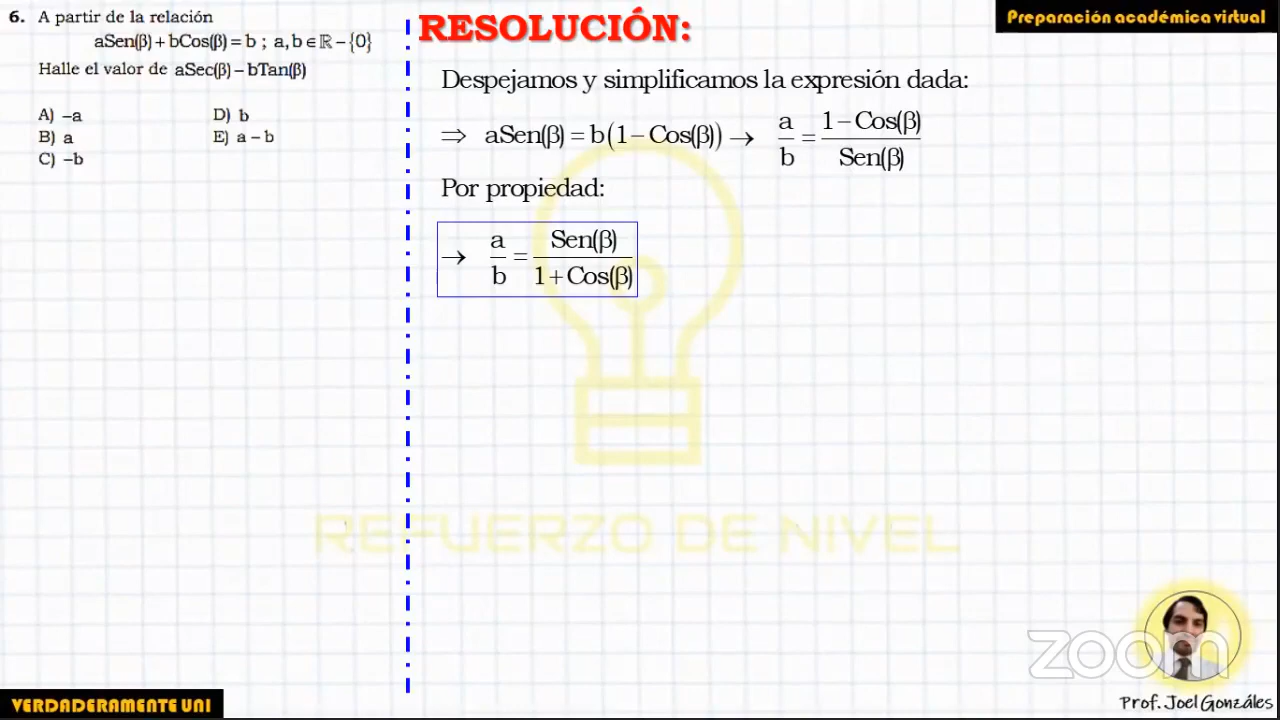 6. A partir de la relación
aSen(β) + bCos(β) = b ; a, b ∈ ℝ − {0}
Halle el valor de aSec(β) − bTan(β)
A) −a
B) a
C) −b
D) b
E) a − b
RESOLUCIÓN:
Despejamos y simplificamos la expresión dada:
⇒ aSen(β) = b(1 − Cos(β)) → a/b = (1 − Cos(β))/Sen(β)
Por propiedad:
→ a/b = Sen(β)/(1 + Cos(β))
Preparación académica virtual
REFUERZO DE NIVEL
zoom
Prof. Joel Gonzáles
VERDADERAMENTE UNI